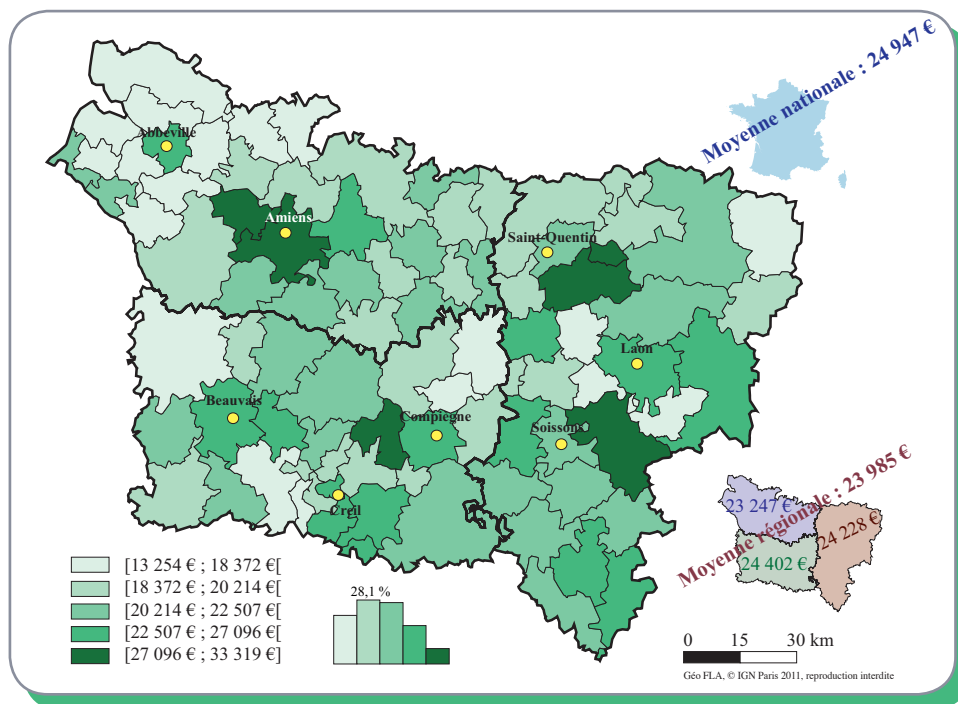 Moyenne nationale : 24 947 €
Abbeville
Amiens
Saint-Quentin
Laon
Beauvais
Compiègne
Soissons
Creil
Moyenne régionale : 23 985 €
23 247 €
24 228 €
24 402 €
[13 254 € ; 18 372 €[
[18 372 € ; 20 214 €[
[20 214 € ; 22 507 €[
[22 507 € ; 27 096 €[
[27 096 € ; 33 319 €]
28,1 %
0 15 30 km
Géo FLA, © IGN Paris 2011, reproduction interdite